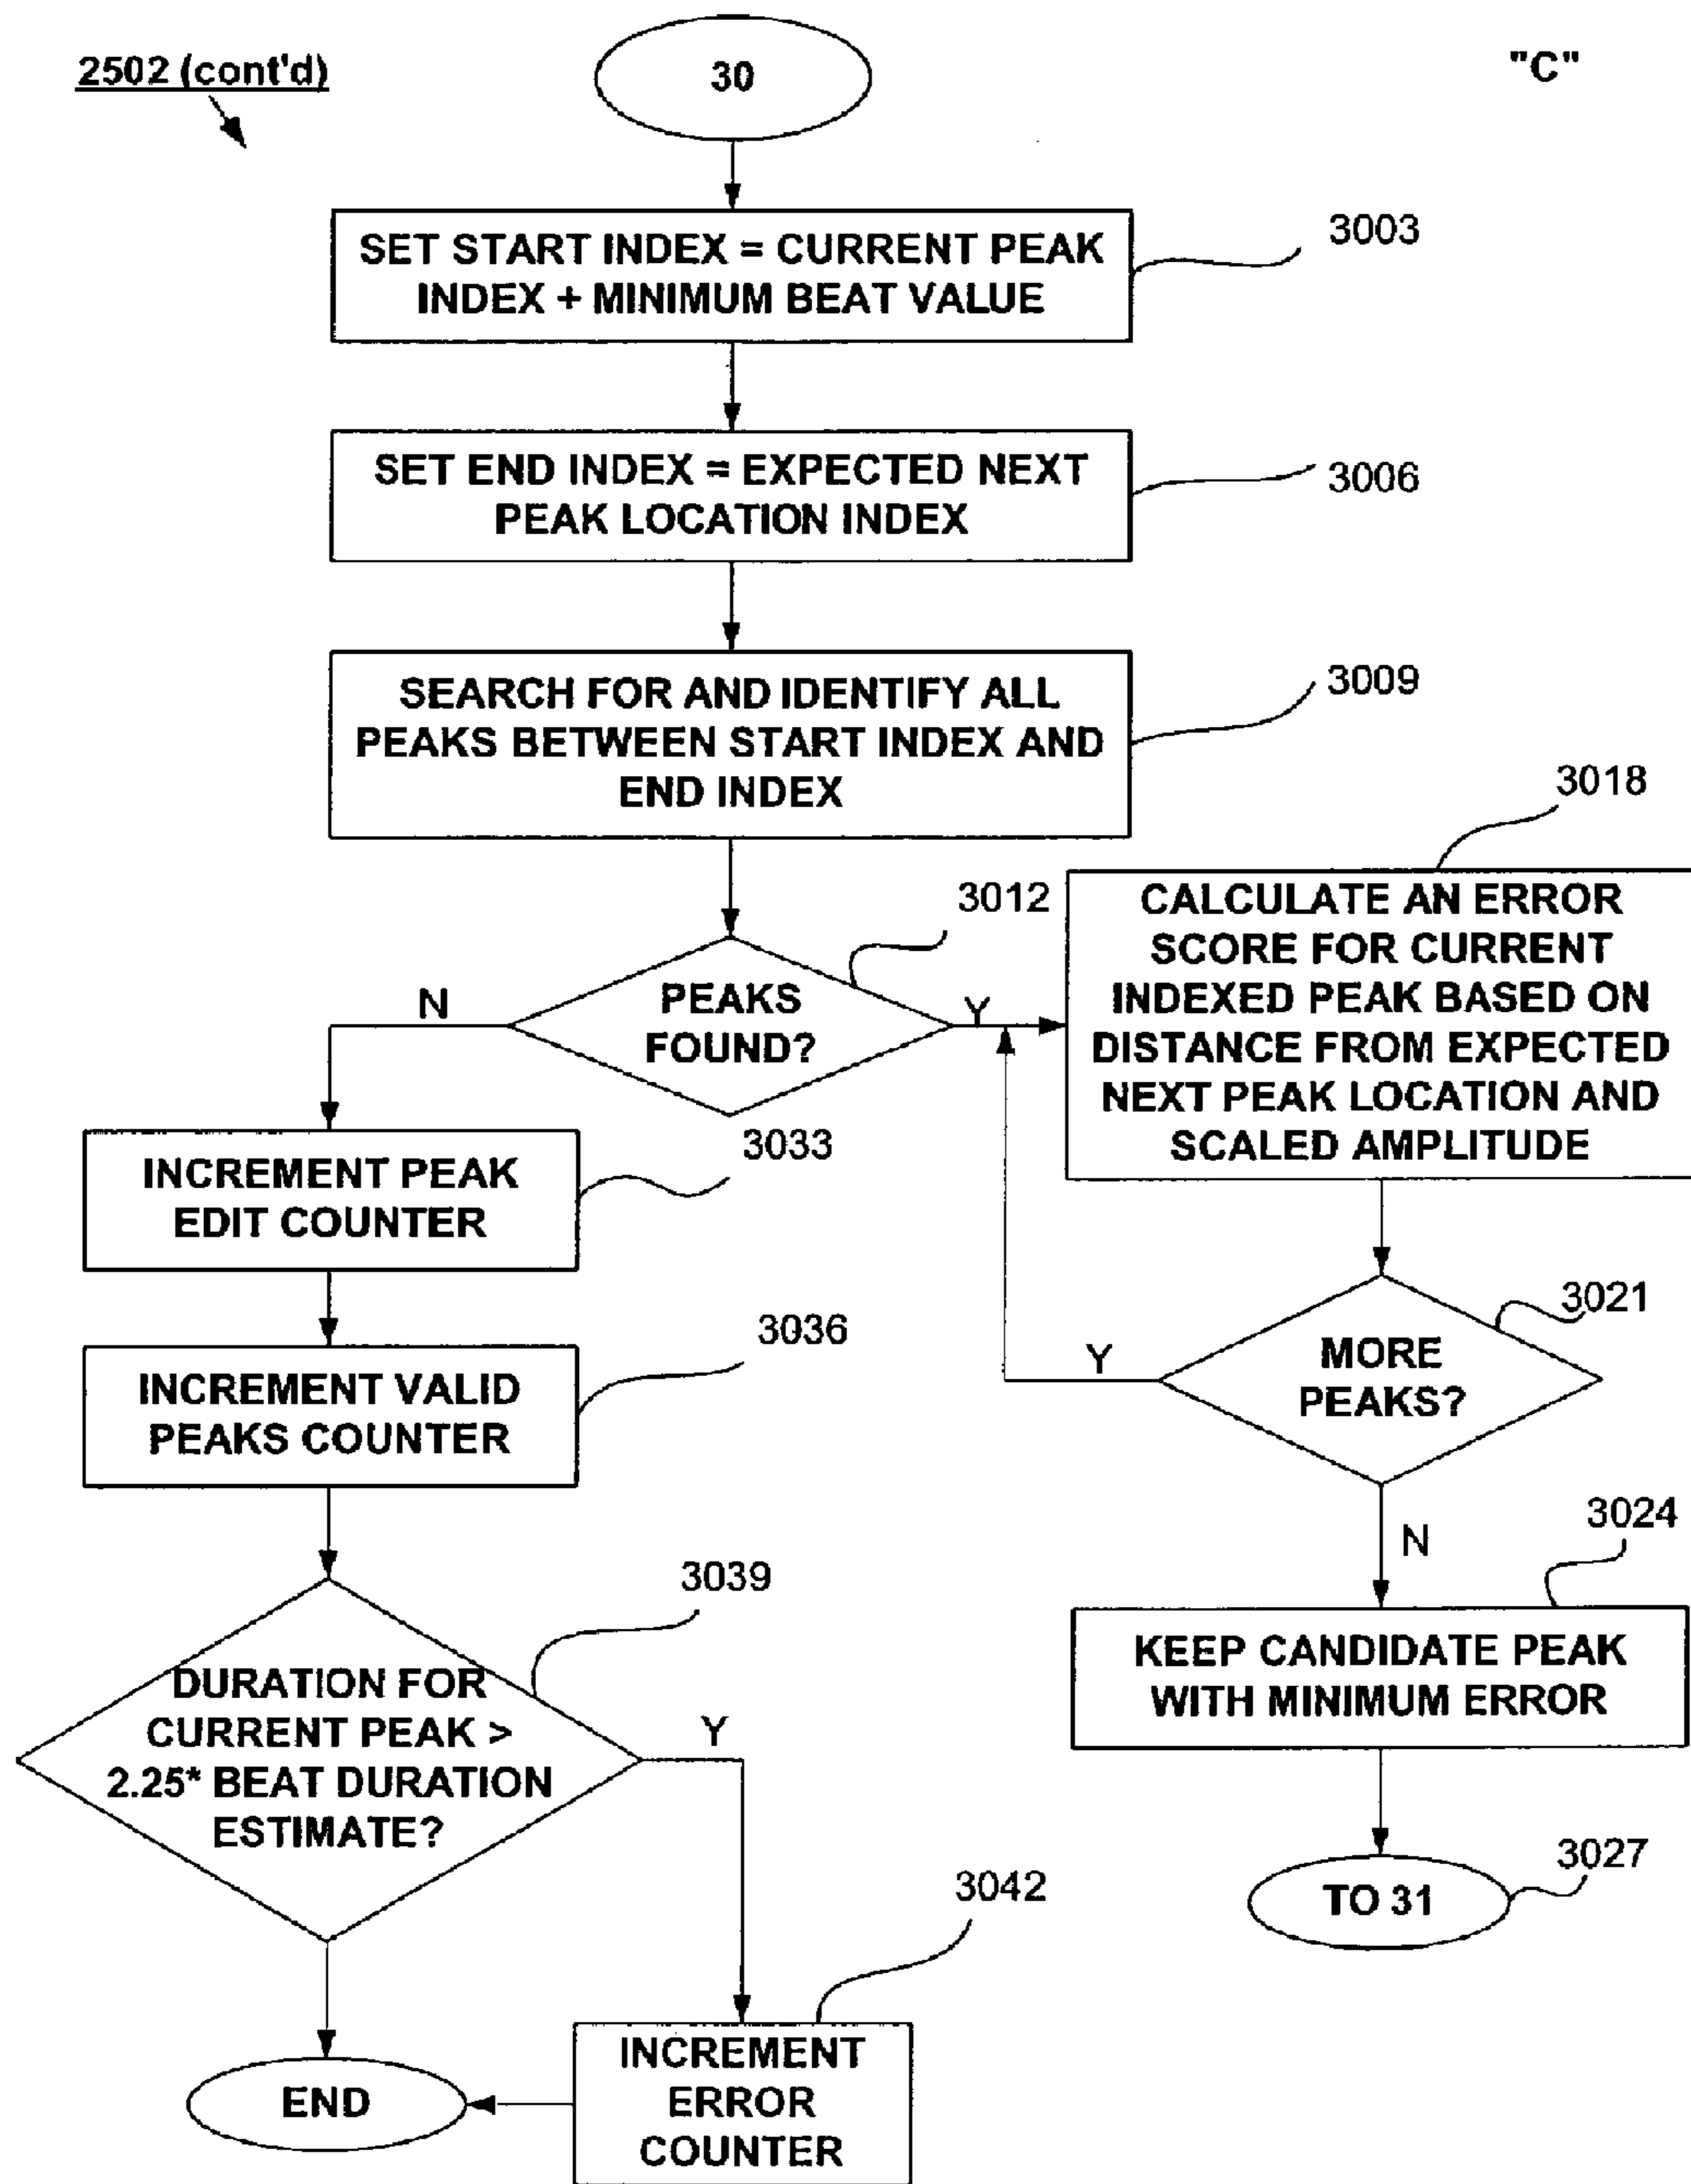 2502 (cont'd)
30
"C"
SET START INDEX = CURRENT PEAK
INDEX + MINIMUM BEAT VALUE
3003
SET END INDEX = EXPECTED NEXT
PEAK LOCATION INDEX
3006
SEARCH FOR AND IDENTIFY ALL
PEAKS BETWEEN START INDEX AND
END INDEX
3009
3018
CALCULATE AN ERROR
SCORE FOR CURRENT
INDEXED PEAK BASED ON
DISTANCE FROM EXPECTED
NEXT PEAK LOCATION AND
SCALED AMPLITUDE
3012
PEAKS
FOUND?
N
Y
3033
INCREMENT PEAK
EDIT COUNTER
3036
INCREMENT VALID
PEAKS COUNTER
3021
MORE
PEAKS?
Y
N
3024
KEEP CANDIDATE PEAK
WITH MINIMUM ERROR
3039
DURATION FOR
CURRENT PEAK >
2.25* BEAT DURATION
ESTIMATE?
Y
3027
TO 31
3042
INCREMENT
ERROR
COUNTER
END